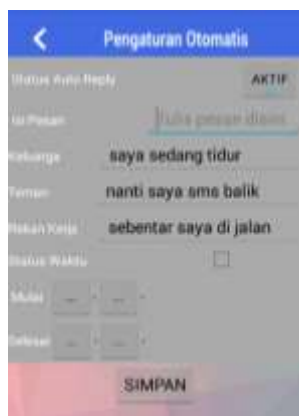 Pengaturan Otomatis
Status Auto Reply AKTIF
Isi Pesan Tulis pesan disini
Keluarga saya sedang tidur
Teman nanti saya sms balik
Rekan Kerja sebentar saya di jalan
Status Waktu
Mulai ... : ... :
Selesai ... : ... :
SIMPAN